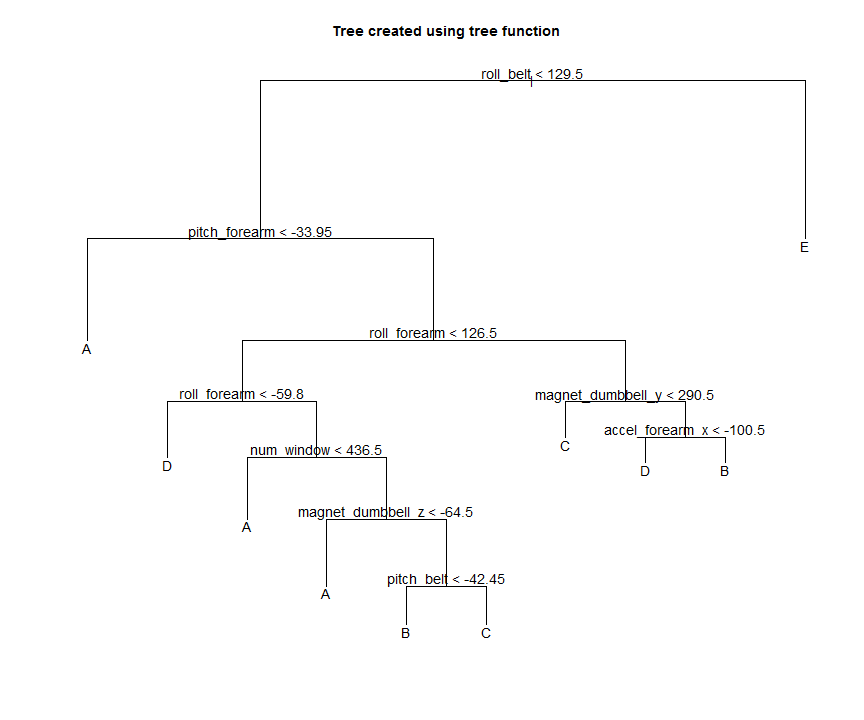 Tree created using tree function
roll_belt < 129.5
pitch_forearm < -33.95
E
roll_forearm < 126.5
A
roll_forearm < -59.8
magnet_dumbbell_y < 290.5
accel_forearm_x < -100.5
C
num_window < 436.5
D
D
B
magnet_dumbbell_z < -64.5
A
pitch_belt < -42.45
A
B
C